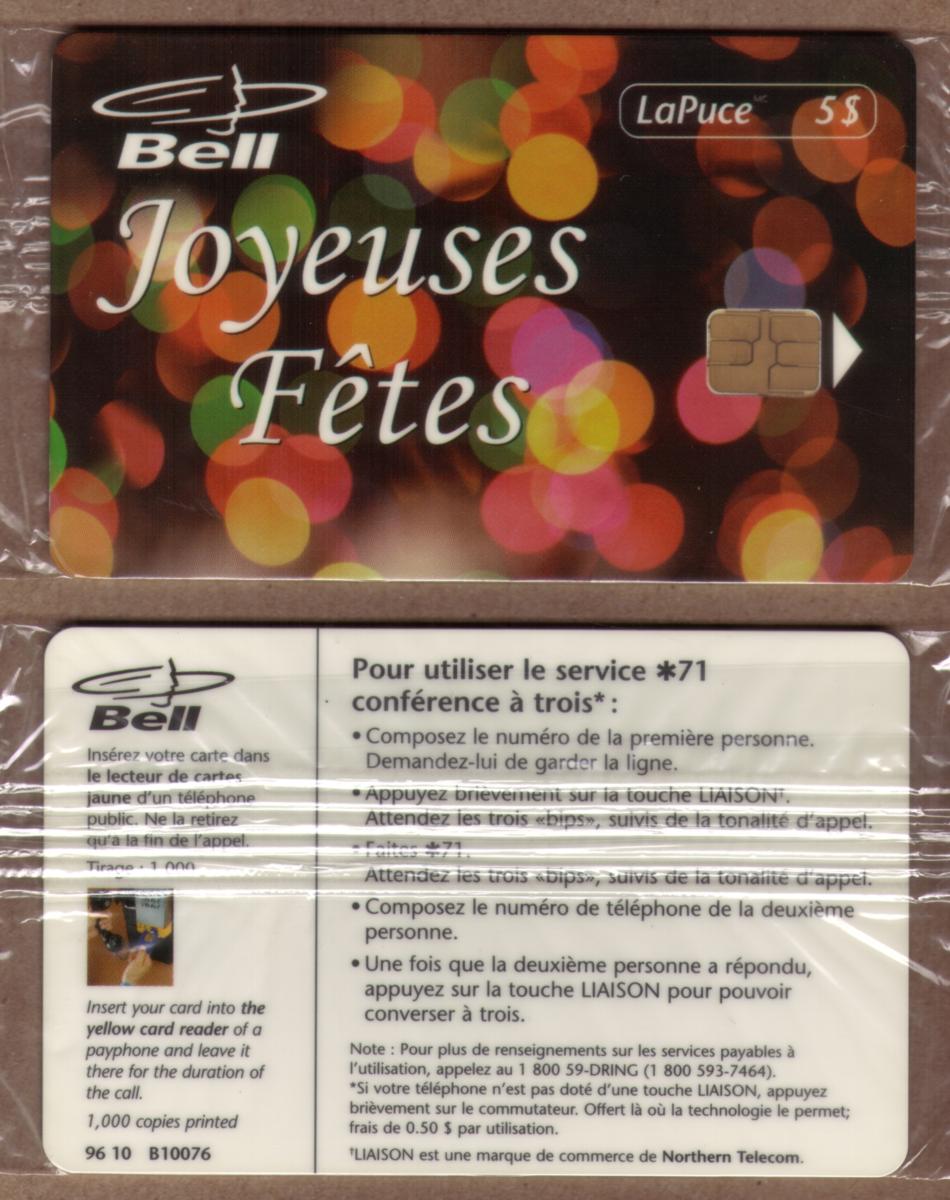 Bell
LaPuce MC 5$
Joyeuses
Fêtes
Bell
Insérez votre carte dans
le lecteur de cartes
jaune d'un téléphone
public. Ne la retirez
qu'à la fin de l'appel.
Tirage : 1 000
Insert your card into the
yellow card reader of a
payphone and leave it
there for the duration of
the call.
1,000 copies printed
96 10 B10076
Pour utiliser le service ✱71
conférence à trois* :
• Composez le numéro de la première personne.
Demandez-lui de garder la ligne.
• Appuyez brièvement sur la touche LIAISON†.
Attendez les trois «bips», suivis de la tonalité d'appel.
• Faites ✱71.
Attendez les trois «bips», suivis de la tonalité d'appel.
• Composez le numéro de téléphone de la deuxième
personne.
• Une fois que la deuxième personne a répondu,
appuyez sur la touche LIAISON pour pouvoir
converser à trois.
Note : Pour plus de renseignements sur les services payables à
l'utilisation, appelez au 1 800 59-DRING (1 800 593-7464).
*Si votre téléphone n'est pas doté d'une touche LIAISON, appuyez
brièvement sur le commutateur. Offert là où la technologie le permet;
frais de 0.50 $ par utilisation.
†LIAISON est une marque de commerce de Northern Telecom.